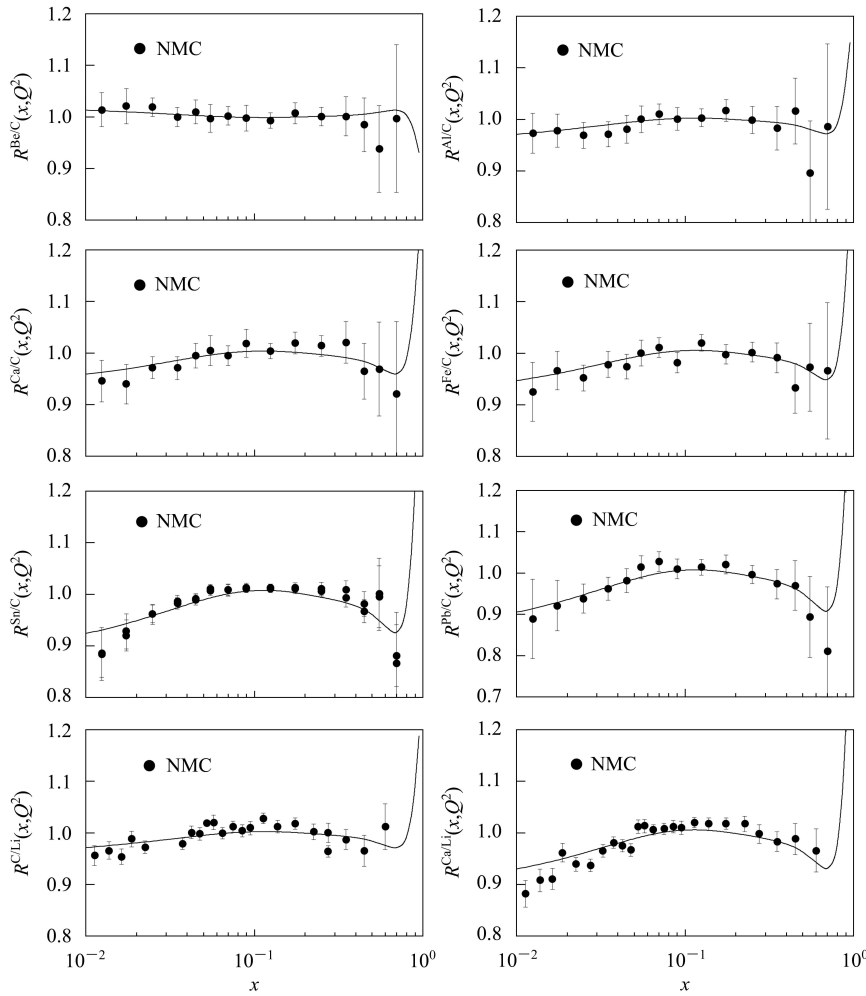 1.2
NMC
1.1
1.0
0.9
0.8
R^Be/C(x,Q^2)
1.2
NMC
1.1
1.0
0.9
0.8
R^Al/C(x,Q^2)
1.2
NMC
1.1
1.0
0.9
0.8
R^Ca/C(x,Q^2)
1.2
NMC
1.1
1.0
0.9
0.8
R^Fe/C(x,Q^2)
1.2
NMC
1.1
1.0
0.9
0.8
R^Sn/C(x,Q^2)
1.2
NMC
1.1
1.0
0.9
0.8
0.7
R^Pb/C(x,Q^2)
1.2
NMC
1.1
1.0
0.9
0.8
R^C/Li(x,Q^2)
10^−2 10^−1 10^0
x
1.2
NMC
1.1
1.0
0.9
0.8
R^Ca/Li(x,Q^2)
10^−2 10^−1 10^0
x